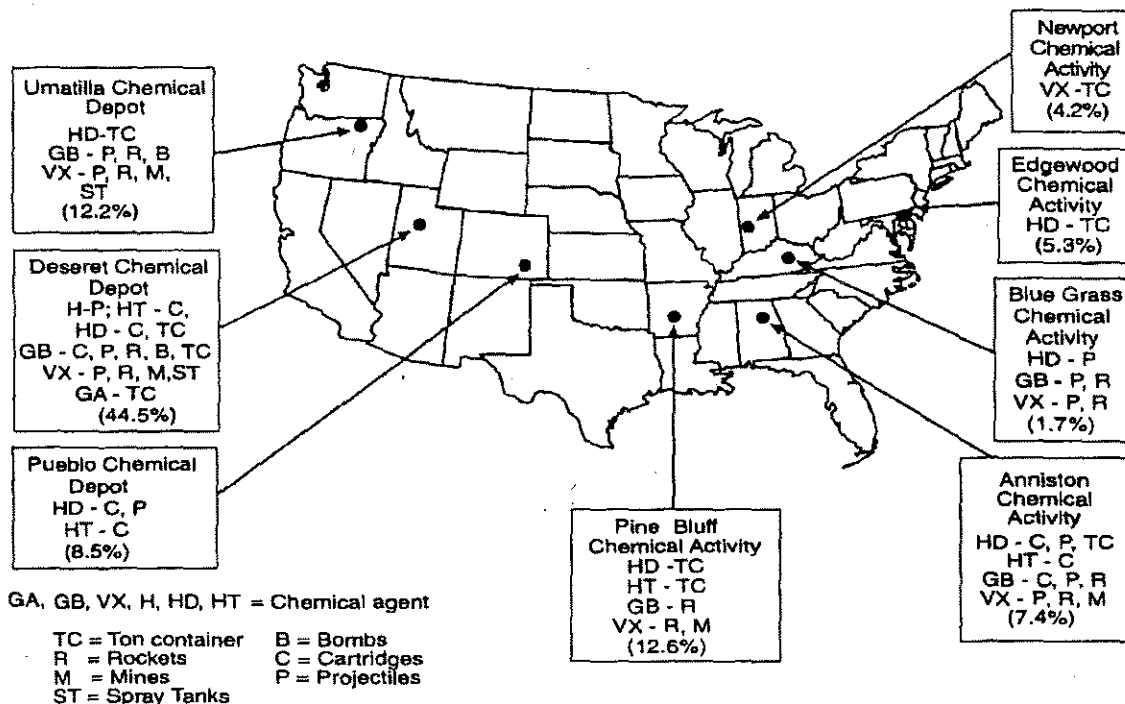 Umatilla Chemical
Depot
HD-TC
GB - P, R, B
VX - P, R, M,
ST
(12.2%)
Deseret Chemical
Depot
H-P; HT - C,
HD - C, TC
GB - C, P, R, B, TC
VX - P, R, M,ST
GA - TC
(44.5%)
Pueblo Chemical
Depot
HD - C, P
HT - C
(8.5%)
Pine Bluff
Chemical Activity
HD -TC
HT - TC
GB - R
VX - R, M
(12.6%)
Newport
Chemical
Activity
VX -TC
(4.2%)
Edgewood
Chemical
Activity
HD - TC
(5.3%)
Blue Grass
Chemical
Activity
HD - P
GB - P, R
VX - P, R
(1.7%)
Anniston
Chemical
Activity
HD - C, P, TC
HT - C
GB - C, P, R
VX - P, R, M
(7.4%)
GA, GB, VX, H, HD, HT = Chemical agent
TC = Ton container B = Bombs
R = Rockets C = Cartridges
M = Mines P = Projectiles
ST = Spray Tanks